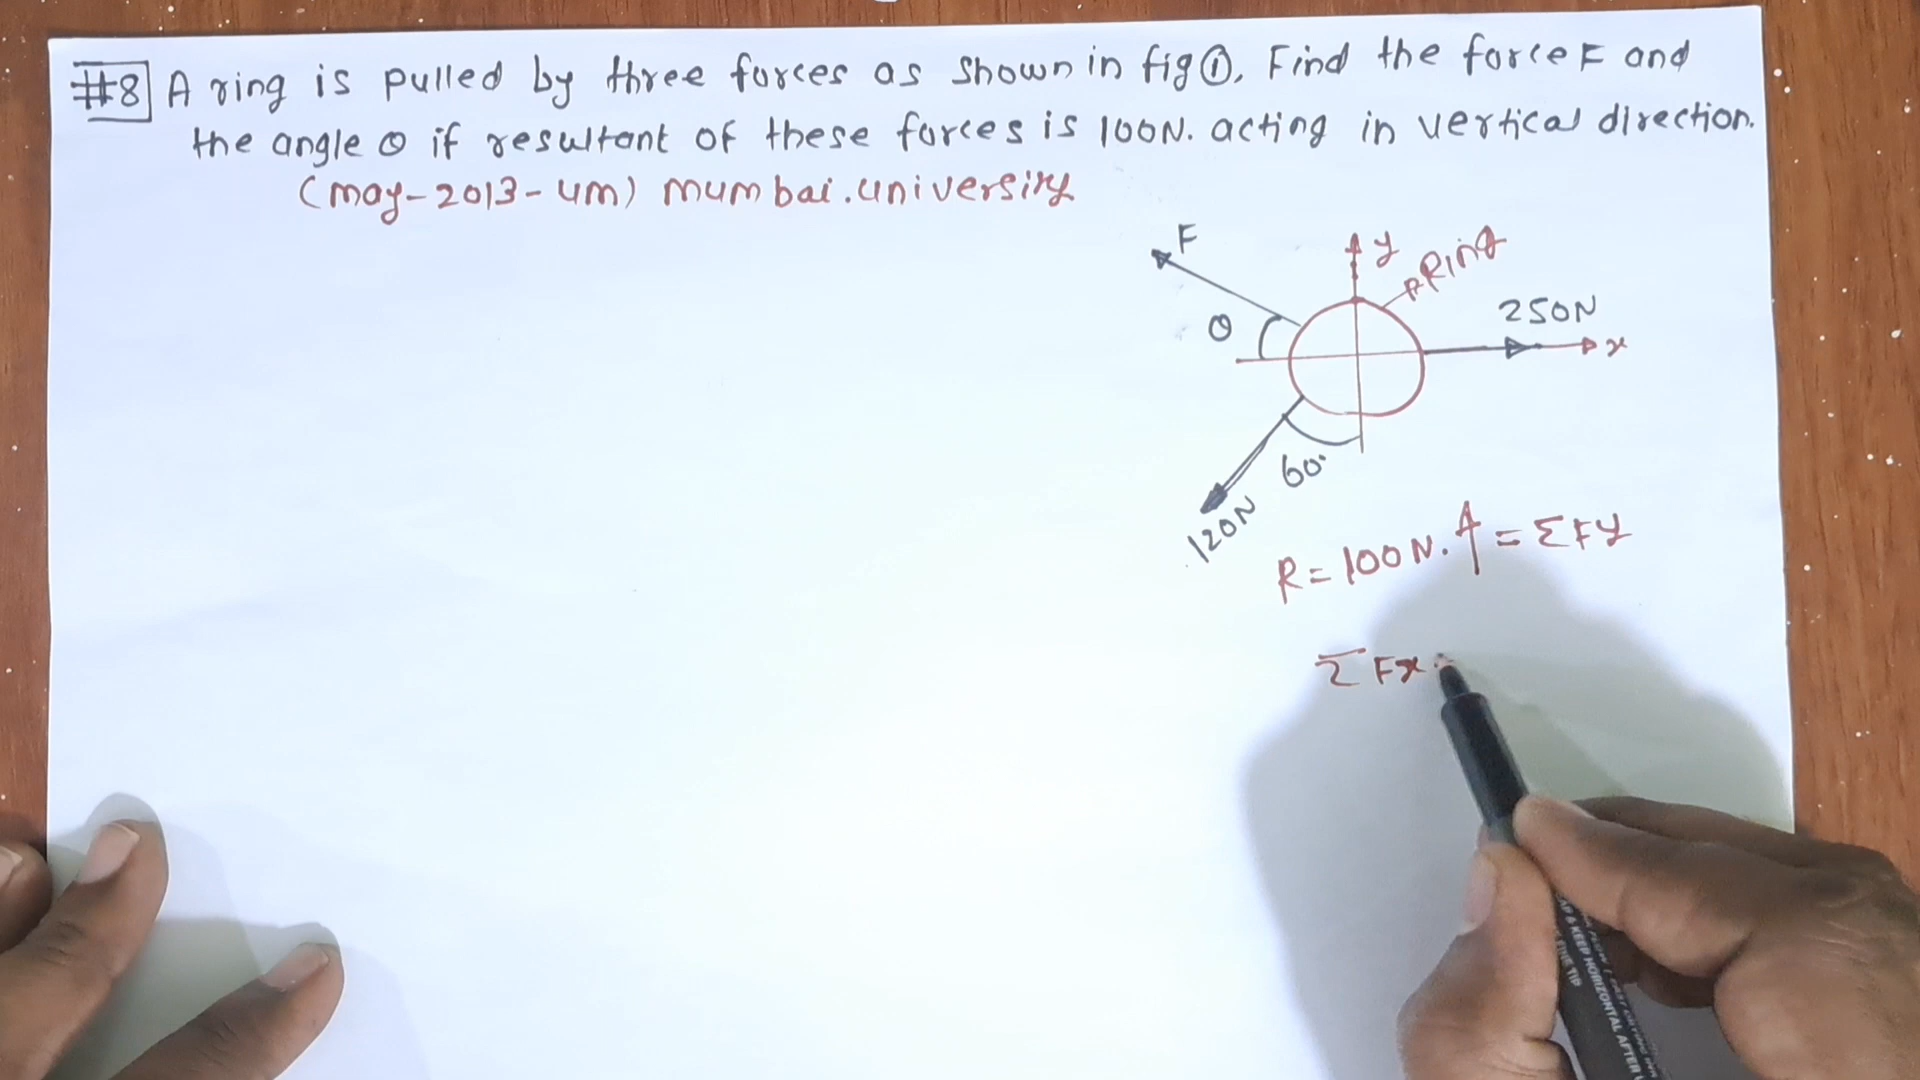 #8 A ring is pulled by three forces as shown in fig①. Find the force F and
the angle θ if resultant of these forces is 100N. acting in vertical direction.
(may-2013-4m) mumbai.university
F
y
Ring
250N
x
θ
60°
120N
R = 100N. ↑ = ΣFy
ΣFx